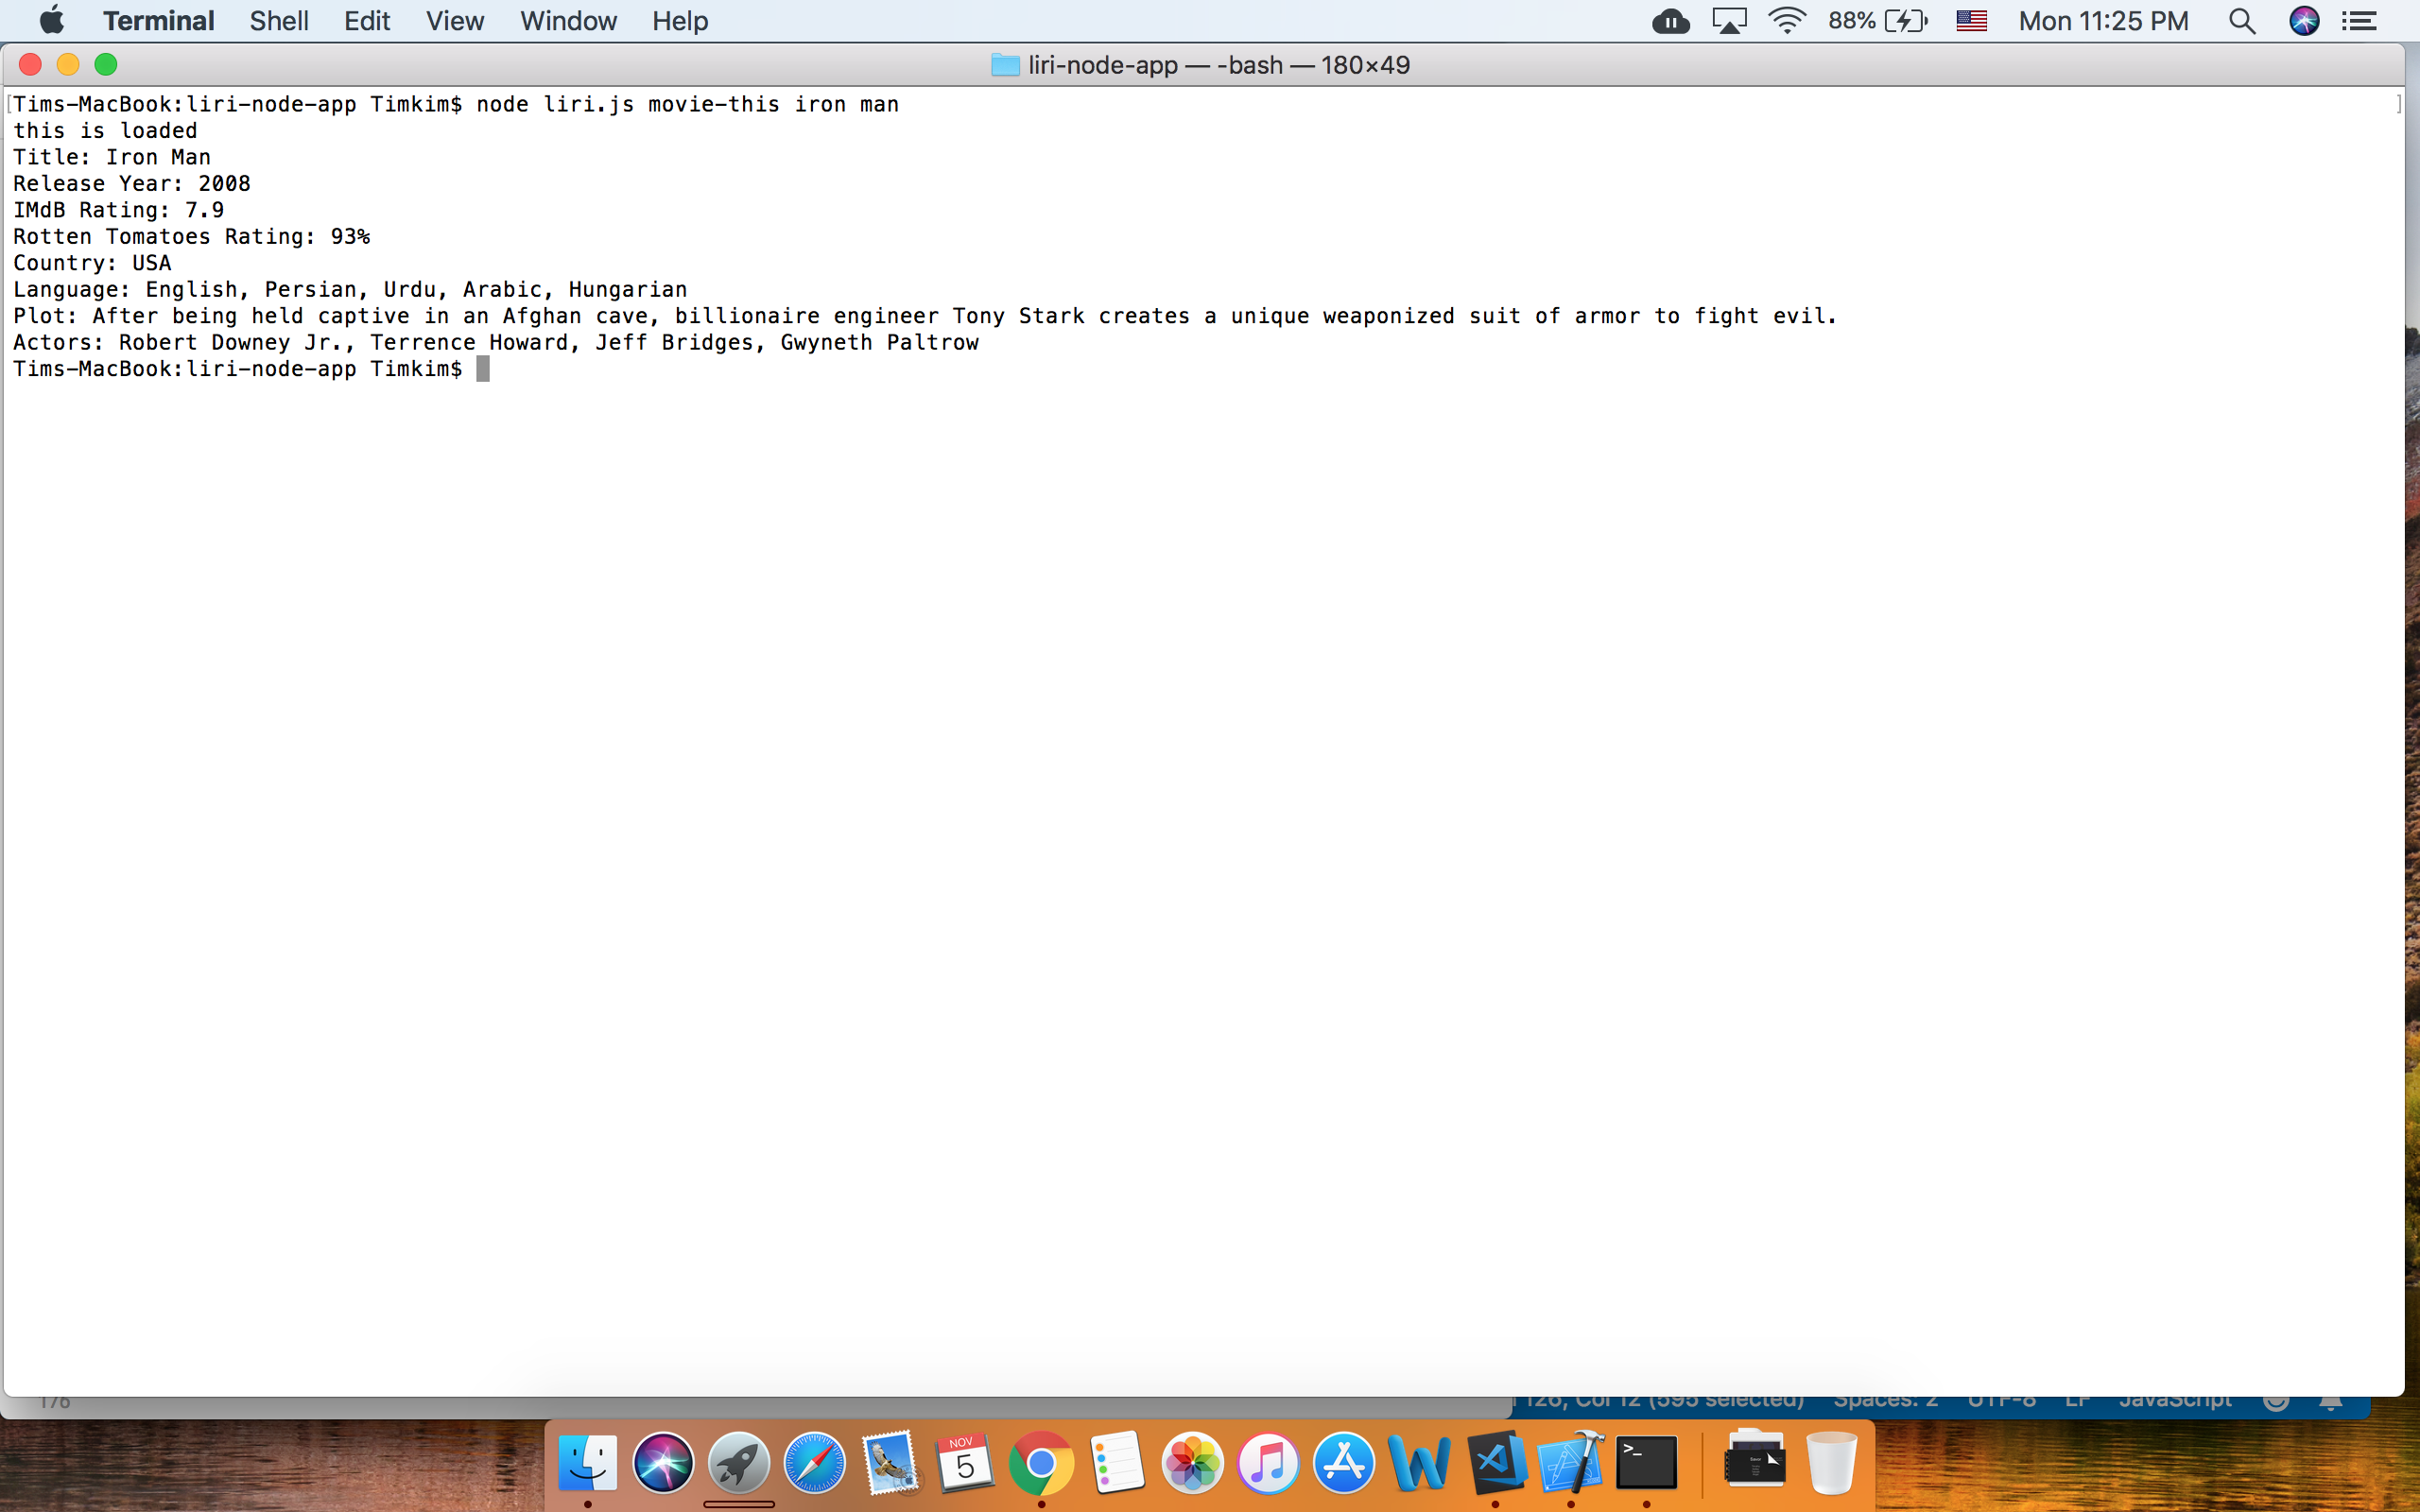 Terminal Shell Edit View Window Help 88% Mon 11:25 PM
liri-node-app — -bash — 180×49
[Tims-MacBook:liri-node-app Timkim$ node liri.js movie-this iron man ]
this is loaded
Title: Iron Man
Release Year: 2008
IMdB Rating: 7.9
Rotten Tomatoes Rating: 93%
Country: USA
Language: English, Persian, Urdu, Arabic, Hungarian
Plot: After being held captive in an Afghan cave, billionaire engineer Tony Stark creates a unique weaponized suit of armor to fight evil.
Actors: Robert Downey Jr., Terrence Howard, Jeff Bridges, Gwyneth Paltrow
Tims-MacBook:liri-node-app Timkim$
176 126, Col 12 (595 selected) Spaces: 2 UTF-8 LF JavaScript
NOV
5
>_